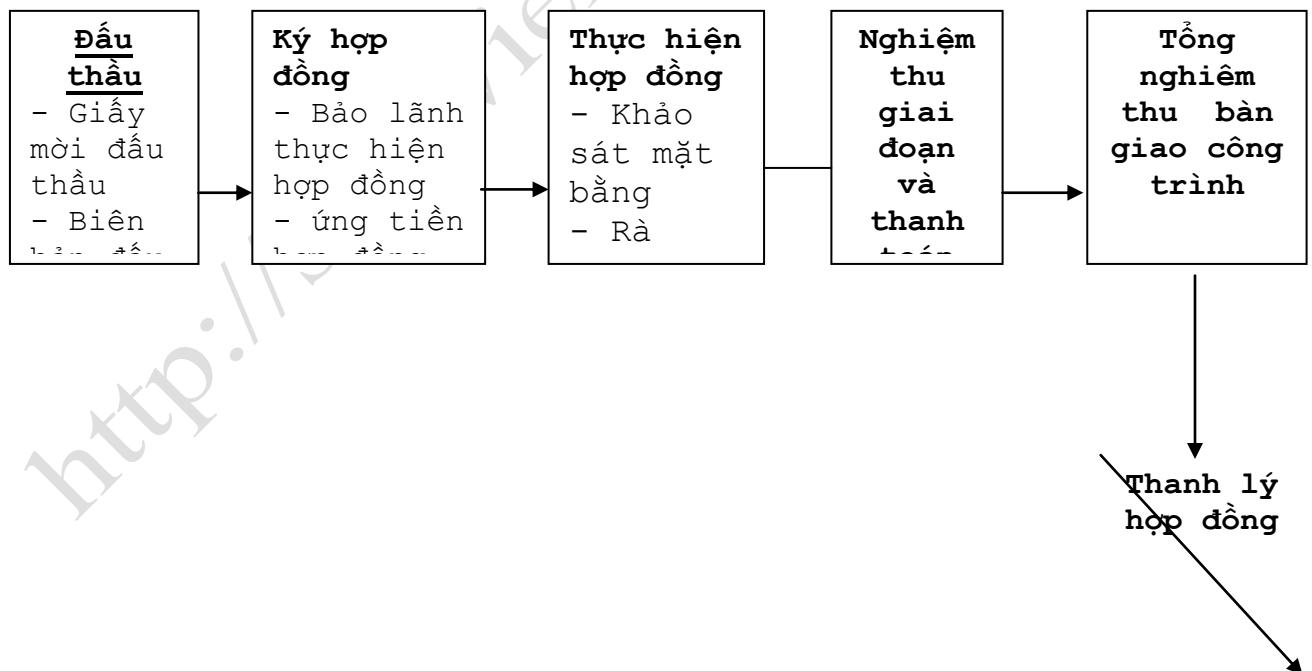 Đấu
thầu
- Giấy
mời đấu
thầu
- Biên
Ký hợp
đồng
- Bảo lãnh
thực hiện
hợp đồng
- ứng tiền
Thực hiện
hợp đồng
- Khảo
sát mặt
bằng
- Rà
Nghiệm
thu
giai
đoạn
và
thanh
Tổng
nghiêm
thu bàn
giao công
trình
Thanh lý
hợp đồng
http://